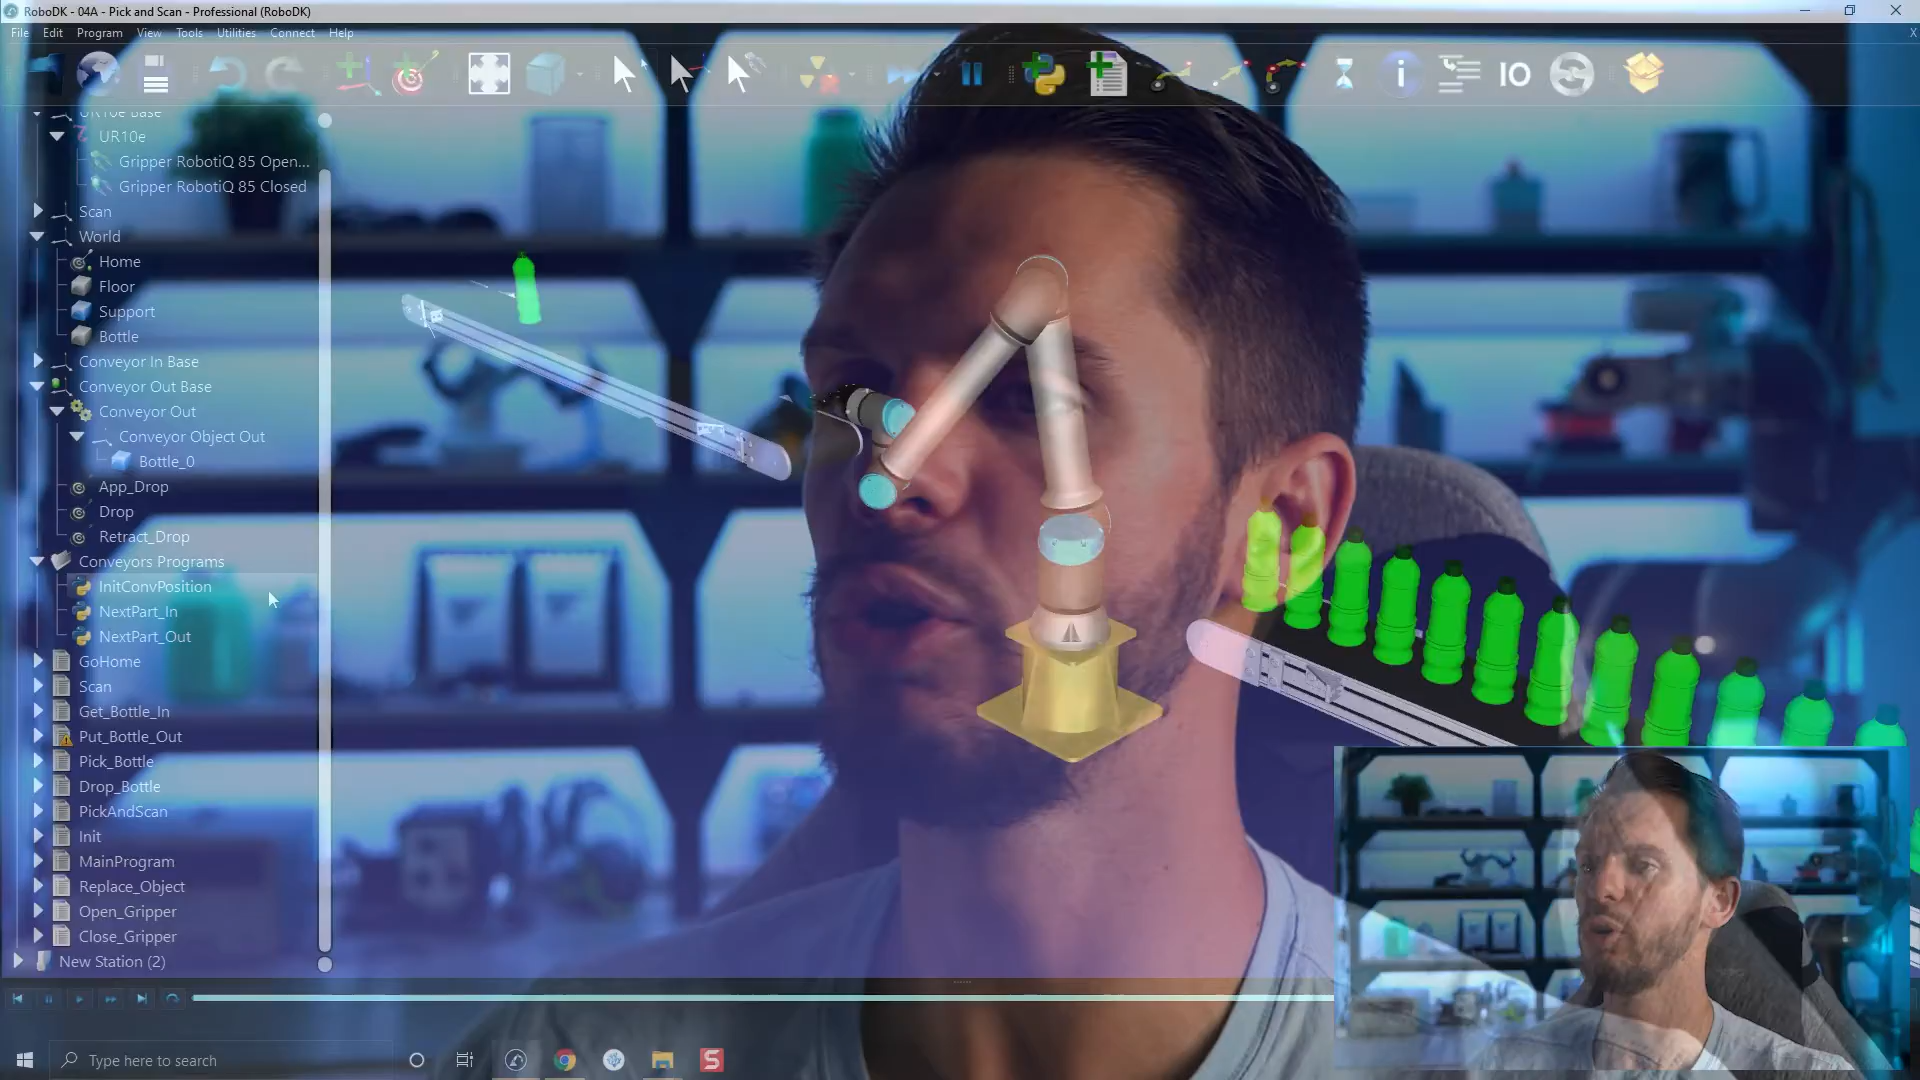 RoboDK - 04A - Pick and Scan - Professional (RoboDK)
File Edit Program View Tools Utilities Connect Help
IO
UR10e Base
UR10e
Gripper RobotiQ 85 Open...
Gripper RobotiQ 85 Closed
Scan
World
Home
Floor
Support
Bottle
Conveyor In Base
Conveyor Out Base
Conveyor Out
Conveyor Object Out
Bottle_0
App_Drop
Drop
Retract_Drop
Conveyors Programs
InitConvPosition
NextPart_In
NextPart_Out
GoHome
Scan
Get_Bottle_In
Put_Bottle_Out
Pick_Bottle
Drop_Bottle
PickAndScan
Init
MainProgram
Replace_Object
Open_Gripper
Close_Gripper
New Station (2)
Type here to search